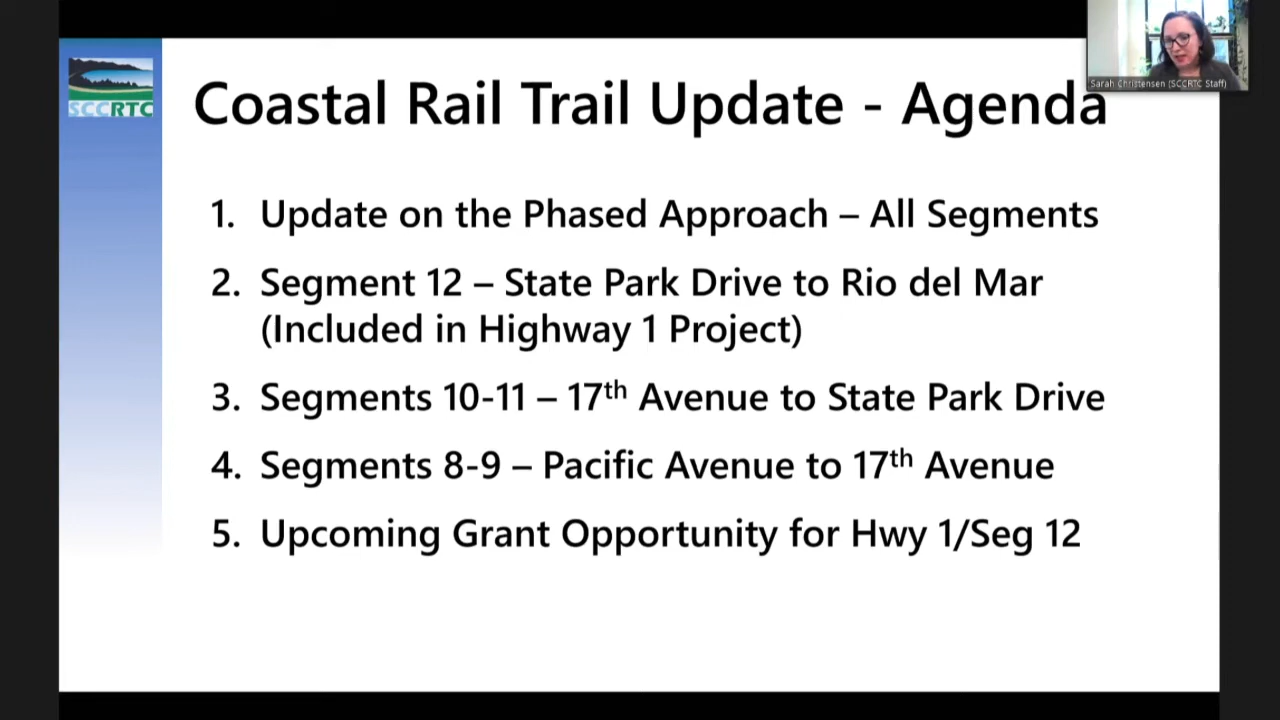 Sarah Christensen (SCCRTC Staff)
SCCRTC
Coastal Rail Trail Update - Agenda
1. Update on the Phased Approach – All Segments
2. Segment 12 – State Park Drive to Rio del Mar
(Included in Highway 1 Project)
3. Segments 10-11 – 17th Avenue to State Park Drive
4. Segments 8-9 – Pacific Avenue to 17th Avenue
5. Upcoming Grant Opportunity for Hwy 1/Seg 12